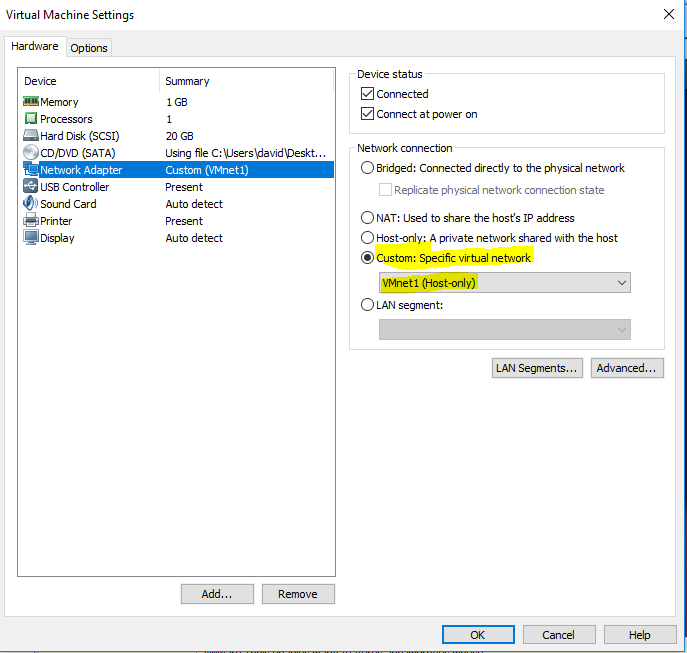 Virtual Machine Settings
Hardware
Options
Device Summary
Memory 1 GB
Processors 1
Hard Disk (SCSI) 20 GB
CD/DVD (SATA) Using file C:\Users\david\Deskt...
Network Adapter Custom (VMnet1)
USB Controller Present
Sound Card Auto detect
Printer Present
Display Auto detect
Add...
Remove
Device status
Connected
Connect at power on
Network connection
Bridged: Connected directly to the physical network
Replicate physical network connection state
NAT: Used to share the host's IP address
Host-only: A private network shared with the host
Custom: Specific virtual network
VMnet1 (Host-only)
LAN segment:
LAN Segments...
Advanced...
OK
Cancel
Help